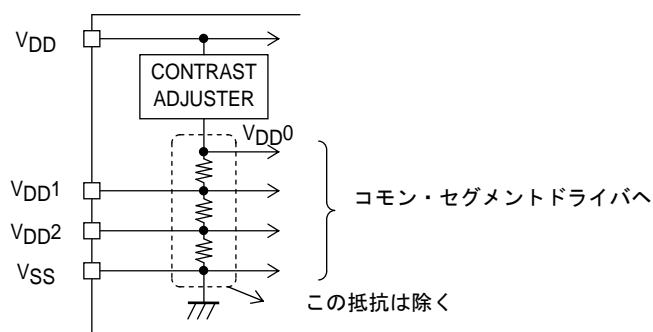 VDD
CONTRAST
ADJUSTER
VDD0
VDD1
VDD2
VSS
コモン・セグメントドライバへ
この抵抗は除く